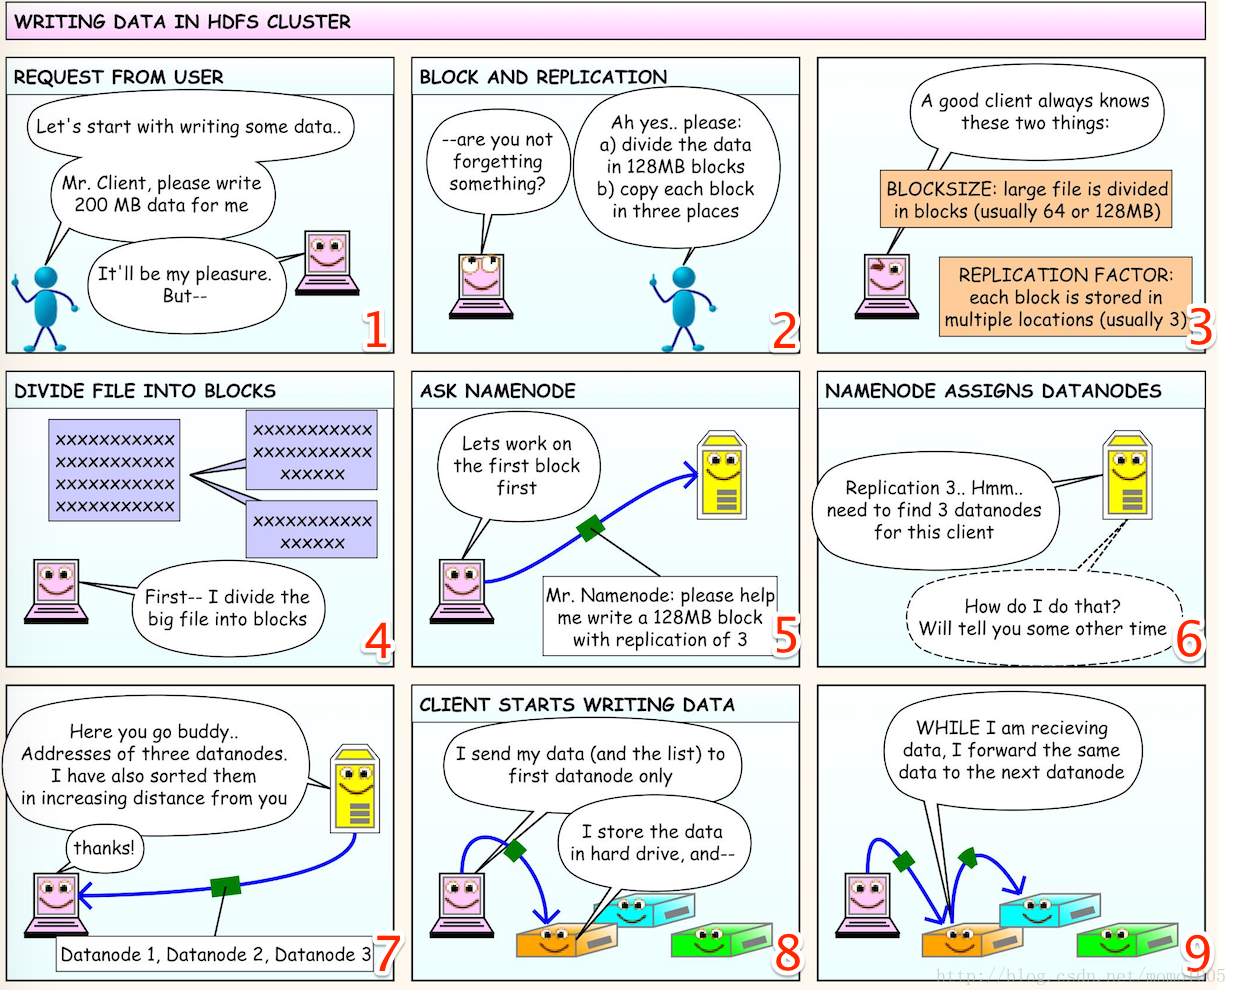 WRITING DATA IN HDFS CLUSTER
REQUEST FROM USER
Let's start with writing some data..
Mr. Client, please write
200 MB data for me
It'll be my pleasure.
But--
1
BLOCK AND REPLICATION
--are you not
forgetting
something?
Ah yes.. please:
a) divide the data
in 128MB blocks
b) copy each block
in three places
2
A good client always knows
these two things:
BLOCKSIZE: large file is divided
in blocks (usually 64 or 128MB)
REPLICATION FACTOR:
each block is stored in
multiple locations (usually 3)
3
DIVIDE FILE INTO BLOCKS
XXXXXXXXXXX
XXXXXXXXXXX
XXXXXXXXXXX
XXXXXXXXXXX
XXXXXXXXXXX
XXXXXXXXXXX
XXXXXX
XXXXXXXXXXX
XXXXXX
First-- I divide the
big file into blocks
4
ASK NAMENODE
Lets work on
the first block
first
Mr. Namenode: please help
me write a 128MB block
with replication of 3
5
NAMENODE ASSIGNS DATANODES
Replication 3.. Hmm..
need to find 3 datanodes
for this client
How do I do that?
Will tell you some other time
6
Here you go buddy..
Addresses of three datanodes.
I have also sorted them
in increasing distance from you
thanks!
Datanode 1, Datanode 2, Datanode 3
7
CLIENT STARTS WRITING DATA
I send my data (and the list) to
first datanode only
I store the data
in hard drive, and--
8
WHILE I am recieving
data, I forward the same
data to the next datanode
9